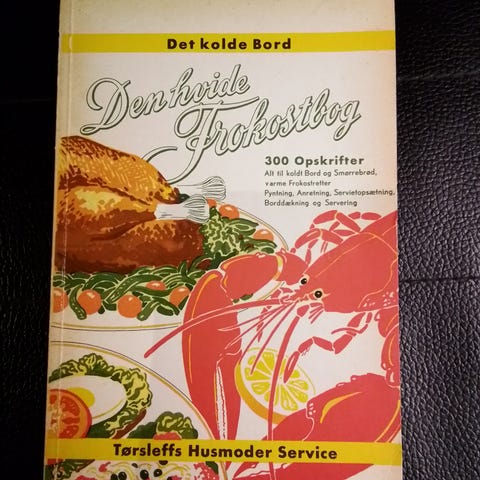 Det kolde Bord
Den hvide
Frokostbog
300 Opskrifter
Alt til koldt Bord og Smørrebrød,
varme Frokostretter
Pyntning, Anretning, Servietopsætning,
Borddækning og Servering
Tørsleffs Husmoder Service